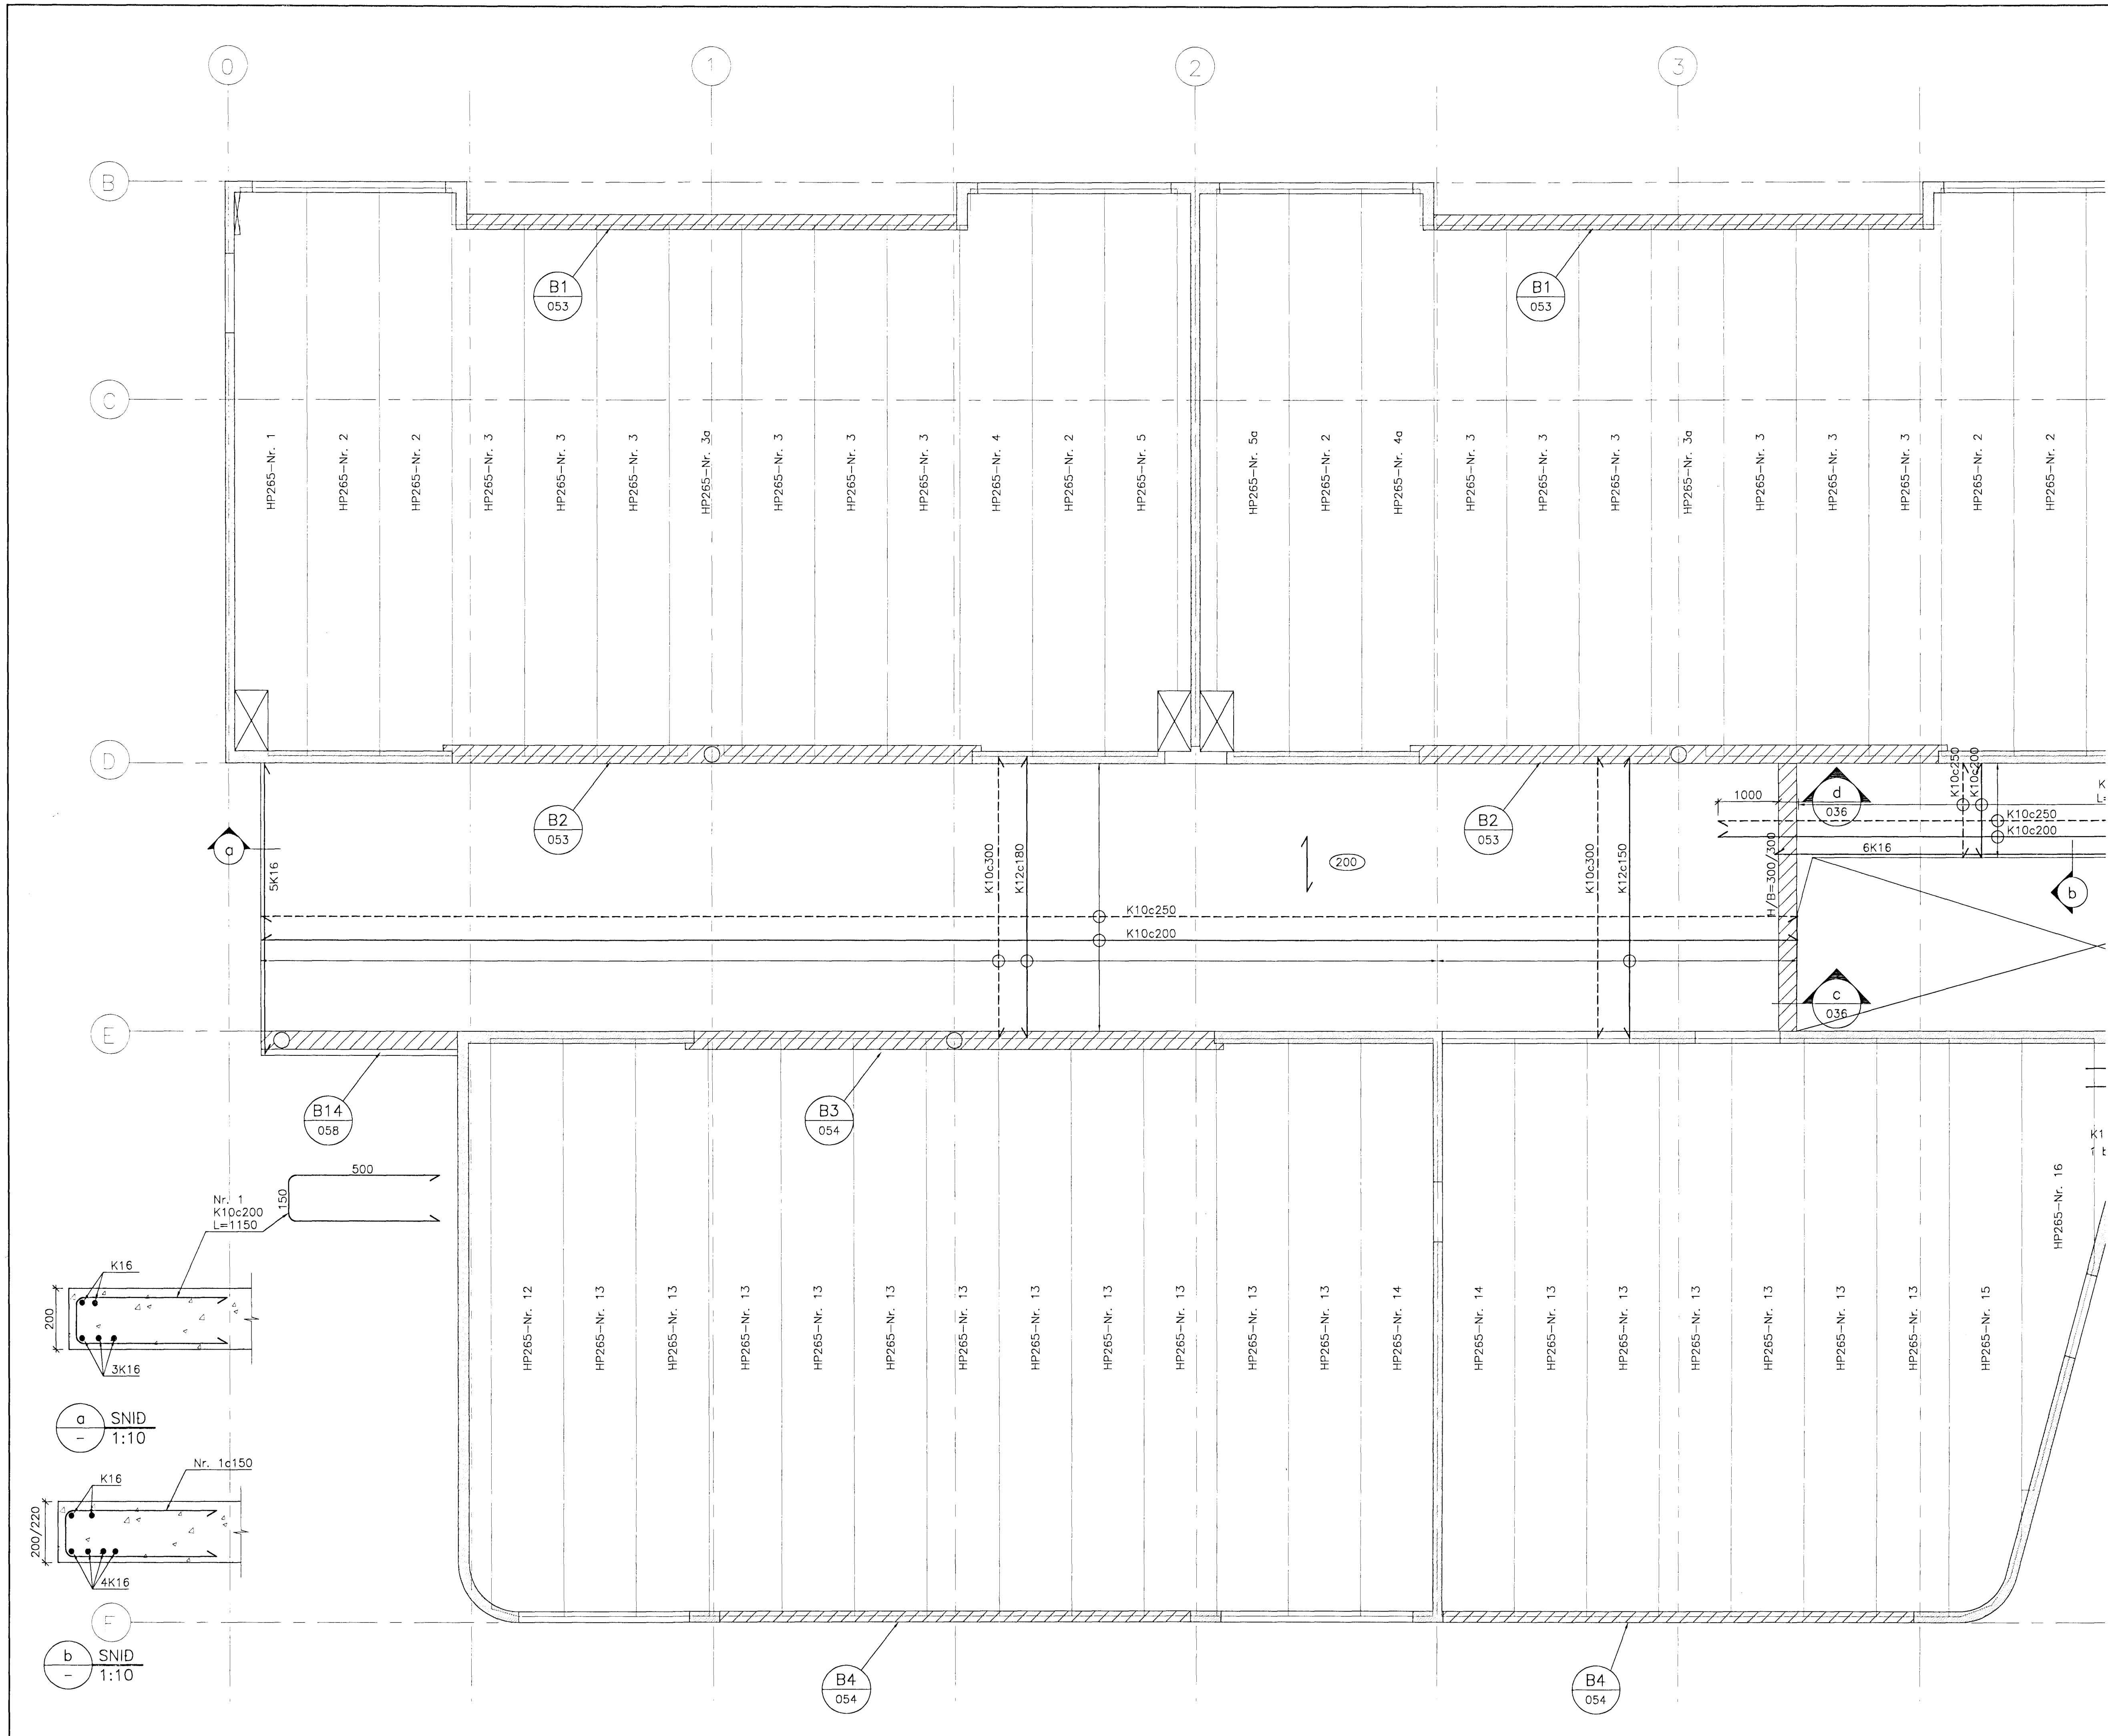 0
1
2
3
B
C
D
E
F
B1
053
B1
053
HP265-Nr. 1
HP265-Nr. 2
HP265-Nr. 2
HP265-Nr. 3
HP265-Nr. 3
HP265-Nr. 3
HP265-Nr. 3a
HP265-Nr. 3
HP265-Nr. 3
HP265-Nr. 3
HP265-Nr. 4
HP265-Nr. 2
HP265-Nr. 5
HP265-Nr. 5a
HP265-Nr. 2
HP265-Nr. 4a
HP265-Nr. 3
HP265-Nr. 3
HP265-Nr. 3
HP265-Nr. 3a
HP265-Nr. 3
HP265-Nr. 3
HP265-Nr. 3
HP265-Nr. 2
HP265-Nr. 2
B2
053
B2
053
a
5K16
K10c300
K12c180
200
K10c300
K12c150
H/B=300/300
1000
d
036
K10c250
K10c200
K10c250
K10c200
6K16
b
K10c250
K10c200
c
036
B14
058
B3
054
500
150
Nr. 1
K10c200
L=1150
K16
200
3K16
a
-
SNIÐ
1:10
Nr. 1c150
K16
200/220
4K16
b
-
SNIÐ
1:10
HP265-Nr. 12
HP265-Nr. 13
HP265-Nr. 13
HP265-Nr. 13
HP265-Nr. 13
HP265-Nr. 13
HP265-Nr. 13
HP265-Nr. 13
HP265-Nr. 13
HP265-Nr. 13
HP265-Nr. 13
HP265-Nr. 13
HP265-Nr. 14
HP265-Nr. 14
HP265-Nr. 13
HP265-Nr. 13
HP265-Nr. 13
HP265-Nr. 13
HP265-Nr. 13
HP265-Nr. 13
HP265-Nr. 15
HP265-Nr. 16
B4
054
B4
054